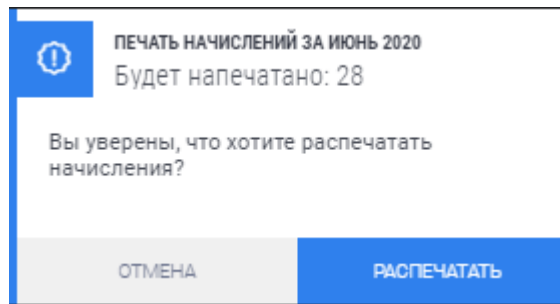 ПЕЧАТЬ НАЧИСЛЕНИЙ ЗА ИЮНЬ 2020
Будет напечатано: 28
Вы уверены, что хотите распечатать
начисления?
ОТМЕНА
РАСПЕЧАТАТЬ